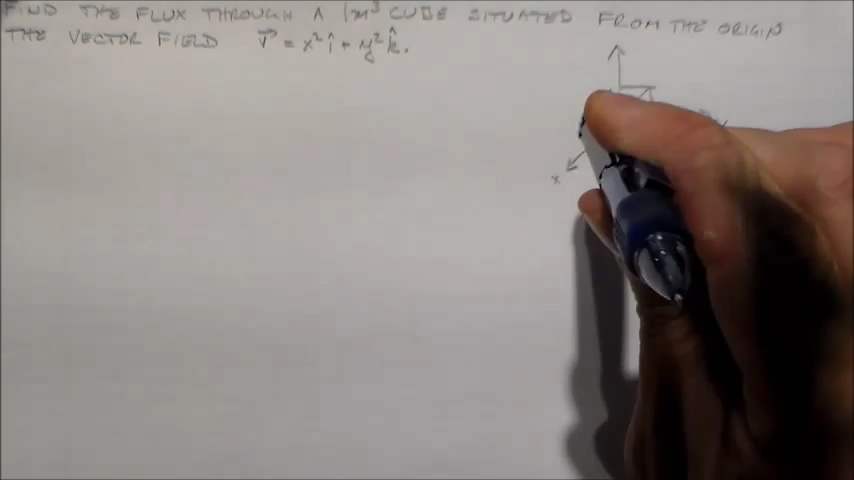 FIND THE FLUX THROUGH A 1m³ CUBE SITUATED FROM THE ORIGIN
THE VECTOR FIELD V⃗ = x² î + y² k̂.
x